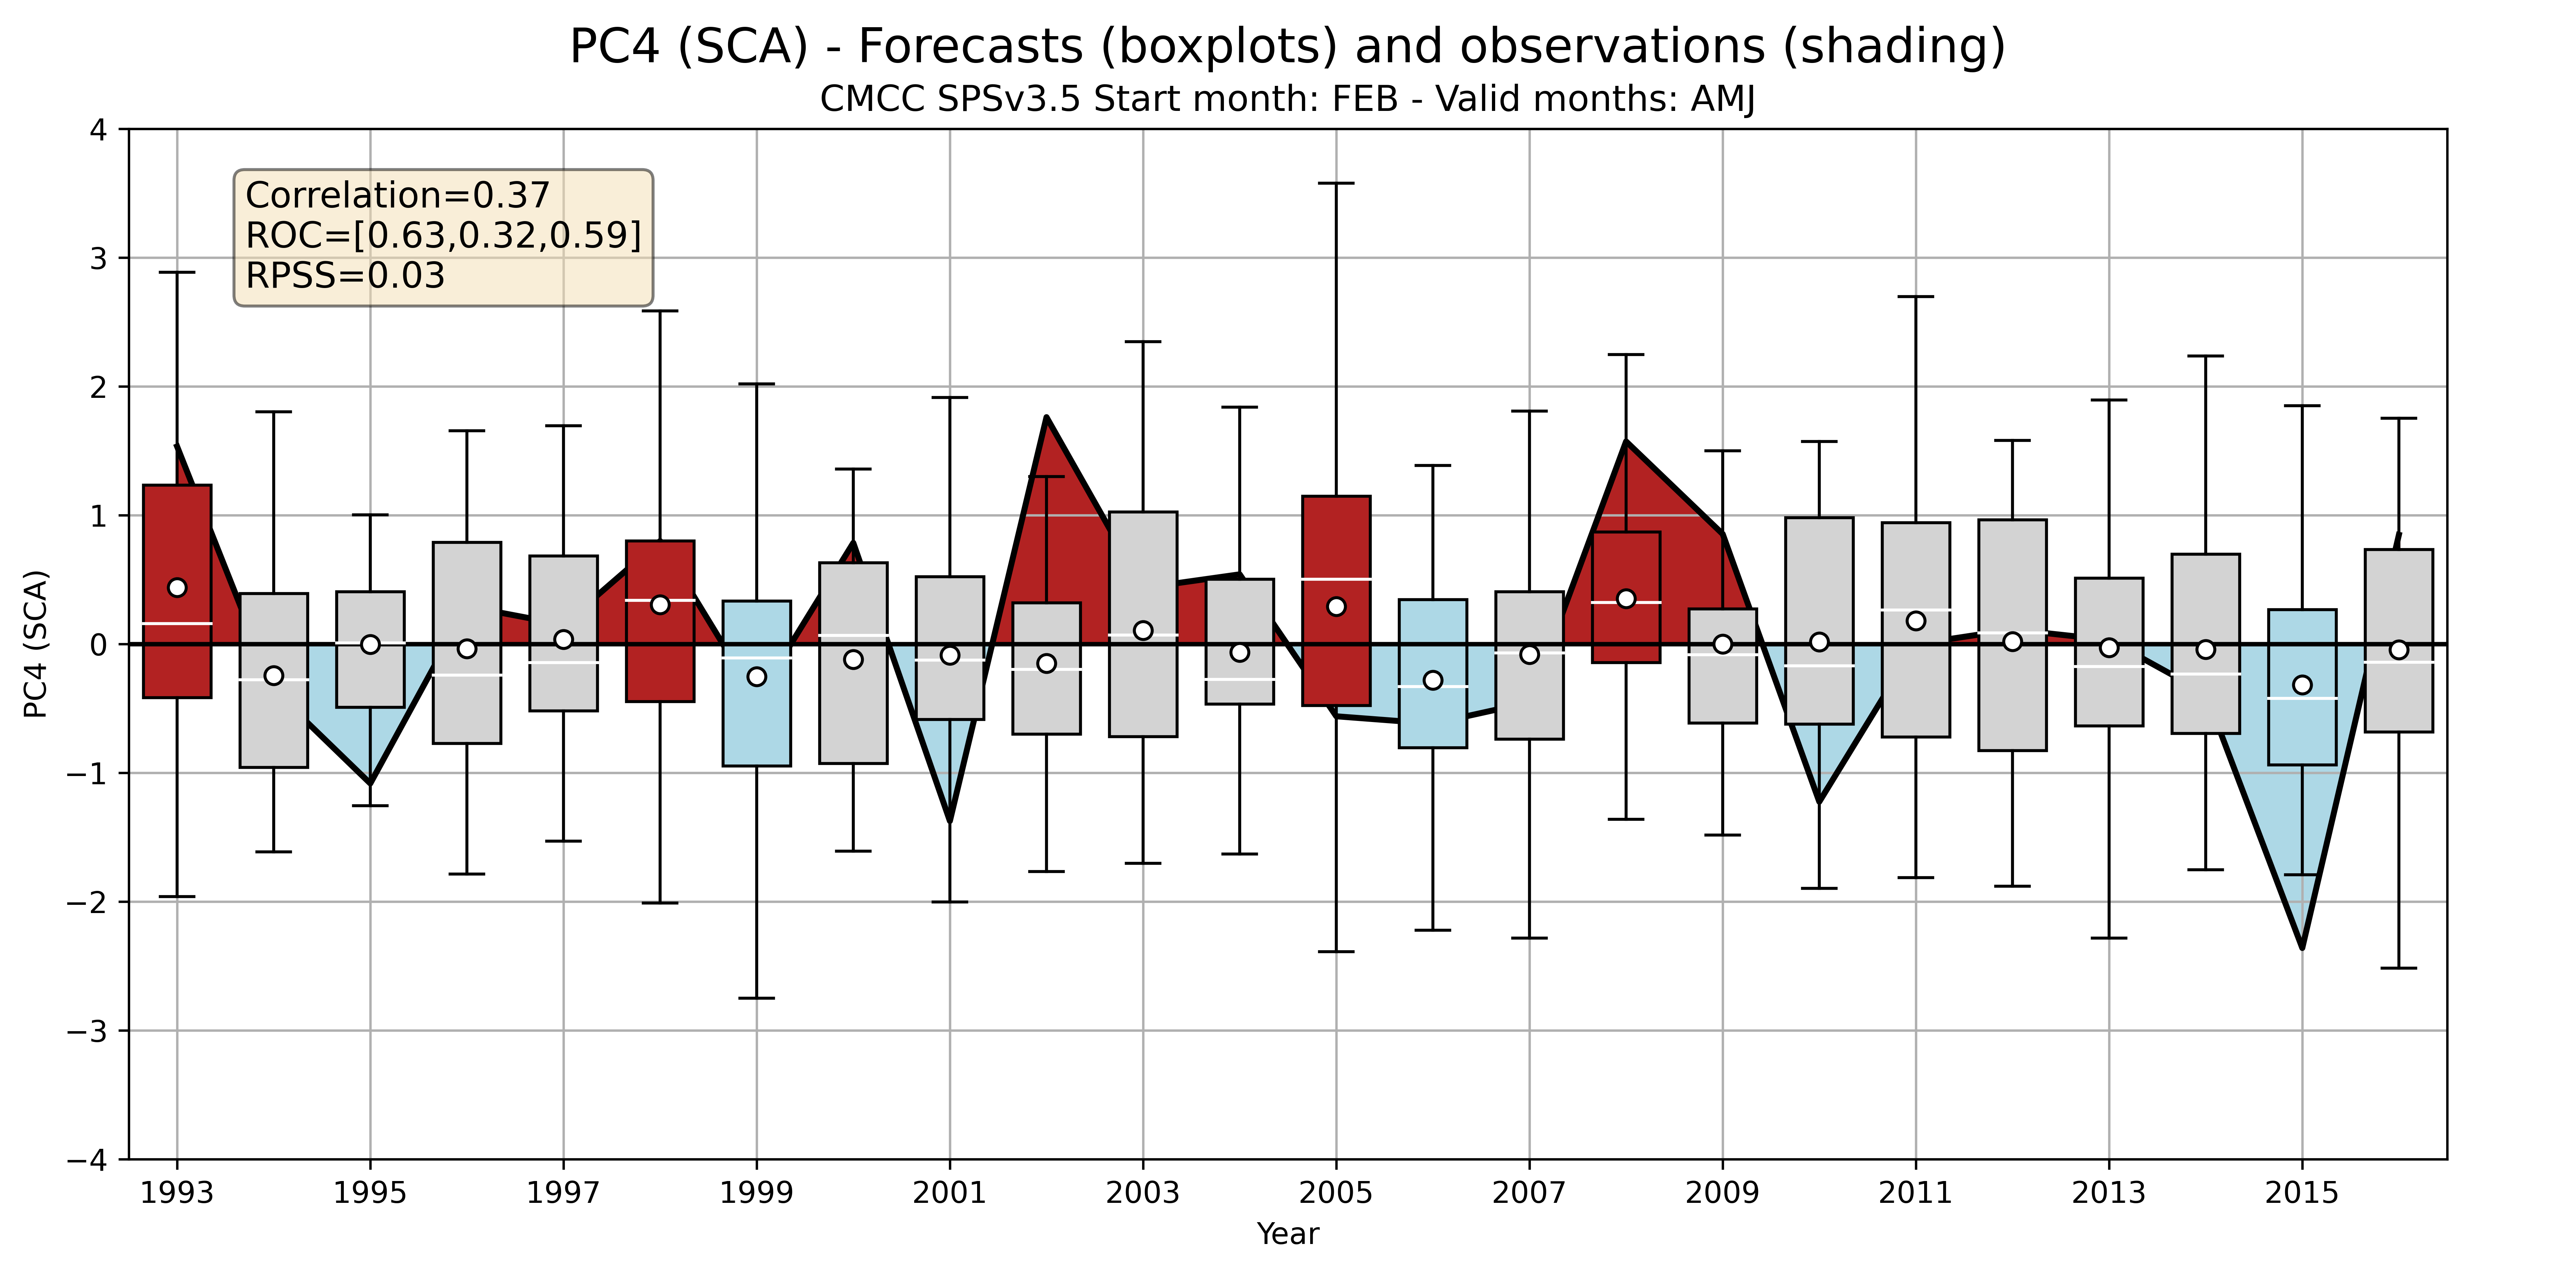 PC4 (SCA) - Forecasts (boxplots) and observations (shading)
CMCC SPSv3.5 Start month: FEB - Valid months: AMJ
Correlation=0.37
ROC=[0.63,0.32,0.59]
RPSS=0.03
PC4 (SCA)
4
3
2
1
0
−1
−2
−3
−4
1993 1995 1997 1999 2001 2003 2005 2007 2009 2011 2013 2015
Year